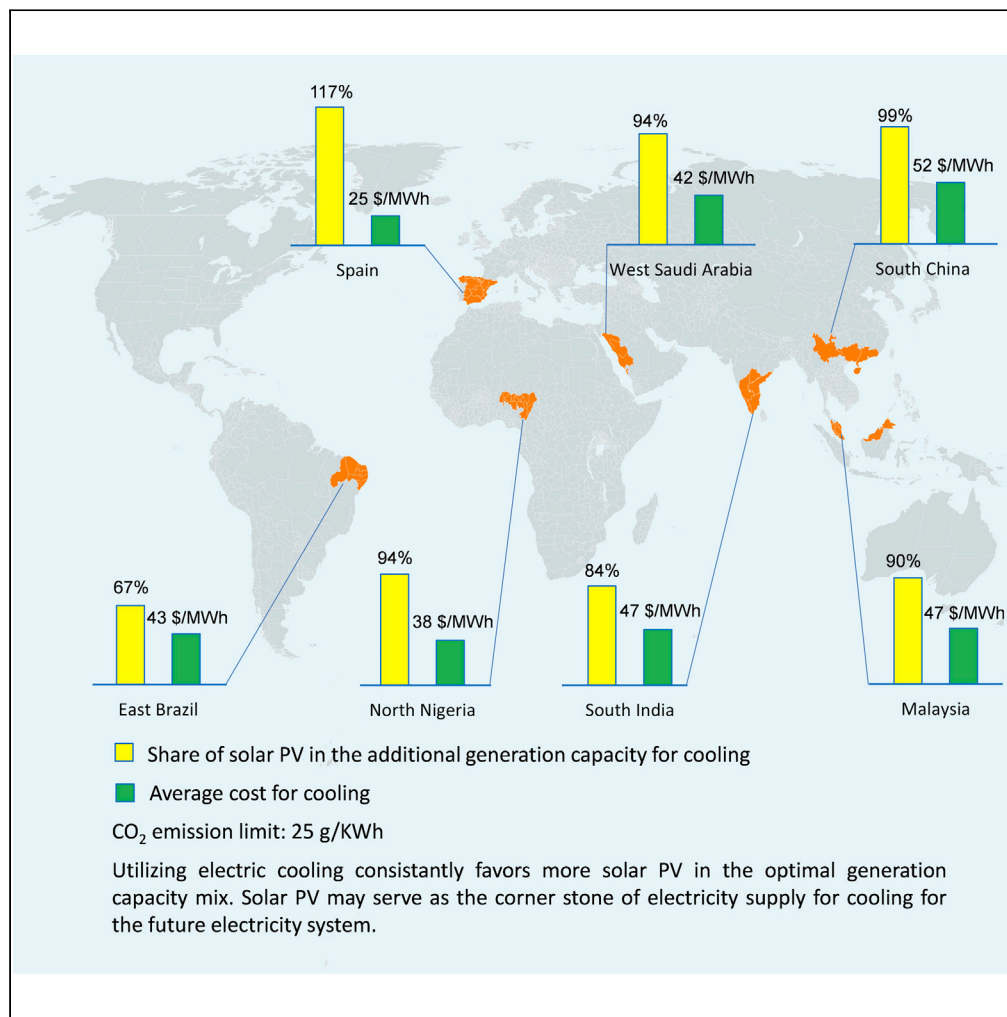 117%
25 $/MWh
Spain
94%
42 $/MWh
West Saudi Arabia
99%
52 $/MWh
South China
67%
43 $/MWh
East Brazil
94%
38 $/MWh
North Nigeria
84%
47 $/MWh
South India
90%
47 $/MWh
Malaysia
Share of solar PV in the additional generation capacity for cooling
Average cost for cooling
CO₂ emission limit: 25 g/KWh
Utilizing electric cooling consistantly favors more solar PV in the optimal generation
capacity mix. Solar PV may serve as the corner stone of electricity supply for cooling for
the future electricity system.